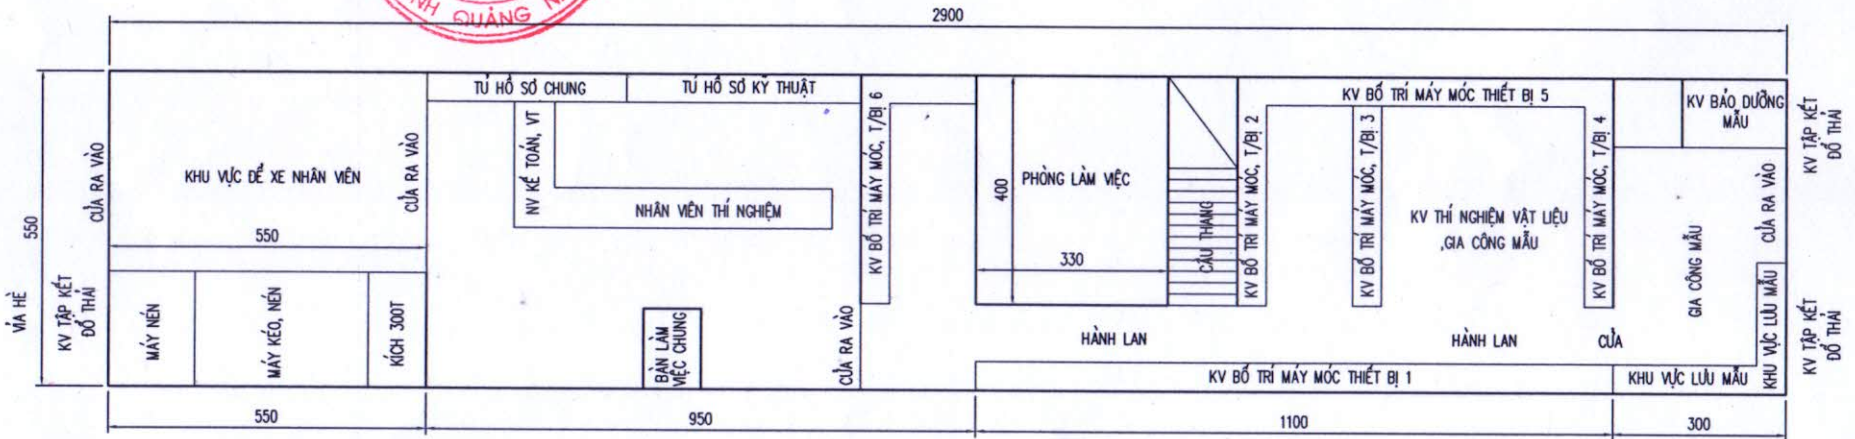 NH QUẢNG N
2900
550
VỈA HÈ
KV TẬP KẾT
ĐỒ THẢI
CỬA RA VÀO
KHU VỰC ĐỂ XE NHÂN VIÊN
CỬA RA VÀO
550
MÁY NÉN
MÁY KÉO, NÉN
KÍCH 300T
TỦ HỒ SƠ CHUNG
TỦ HỒ SƠ KỸ THUẬT
NV KẾ TOÁN, VT
NHÂN VIÊN THÍ NGHIỆM
BÀN LÀM
VIỆC CHUNG
KV BỐ TRÍ MÁY MÓC, T/BỊ 6
CỬA RA VÀO
PHÒNG LÀM VIỆC
400
330
CẦU THANG
KV BỐ TRÍ MÁY MÓC, T/BỊ 2
KV BỐ TRÍ MÁY MÓC THIẾT BỊ 5
KV BỐ TRÍ MÁY MÓC, T/BỊ 3
KV THÍ NGHIỆM VẬT LIỆU
,GIA CÔNG MẪU
KV BỐ TRÍ MÁY MÓC, T/BỊ 4
KV BẢO DƯỠNG
MẪU
KV TẬP KẾT
ĐỒ THẢI
CỬA RA VÀO
GIA CÔNG MẪU
HÀNH LAN
HÀNH LAN
CỬA
KV BỐ TRÍ MÁY MÓC THIẾT BỊ 1
KHU VỰC LƯU MẪU
KHU VỰC LƯU MẪU
KV TẬP KẾT
ĐỒ THẢI
550
950
1100
300